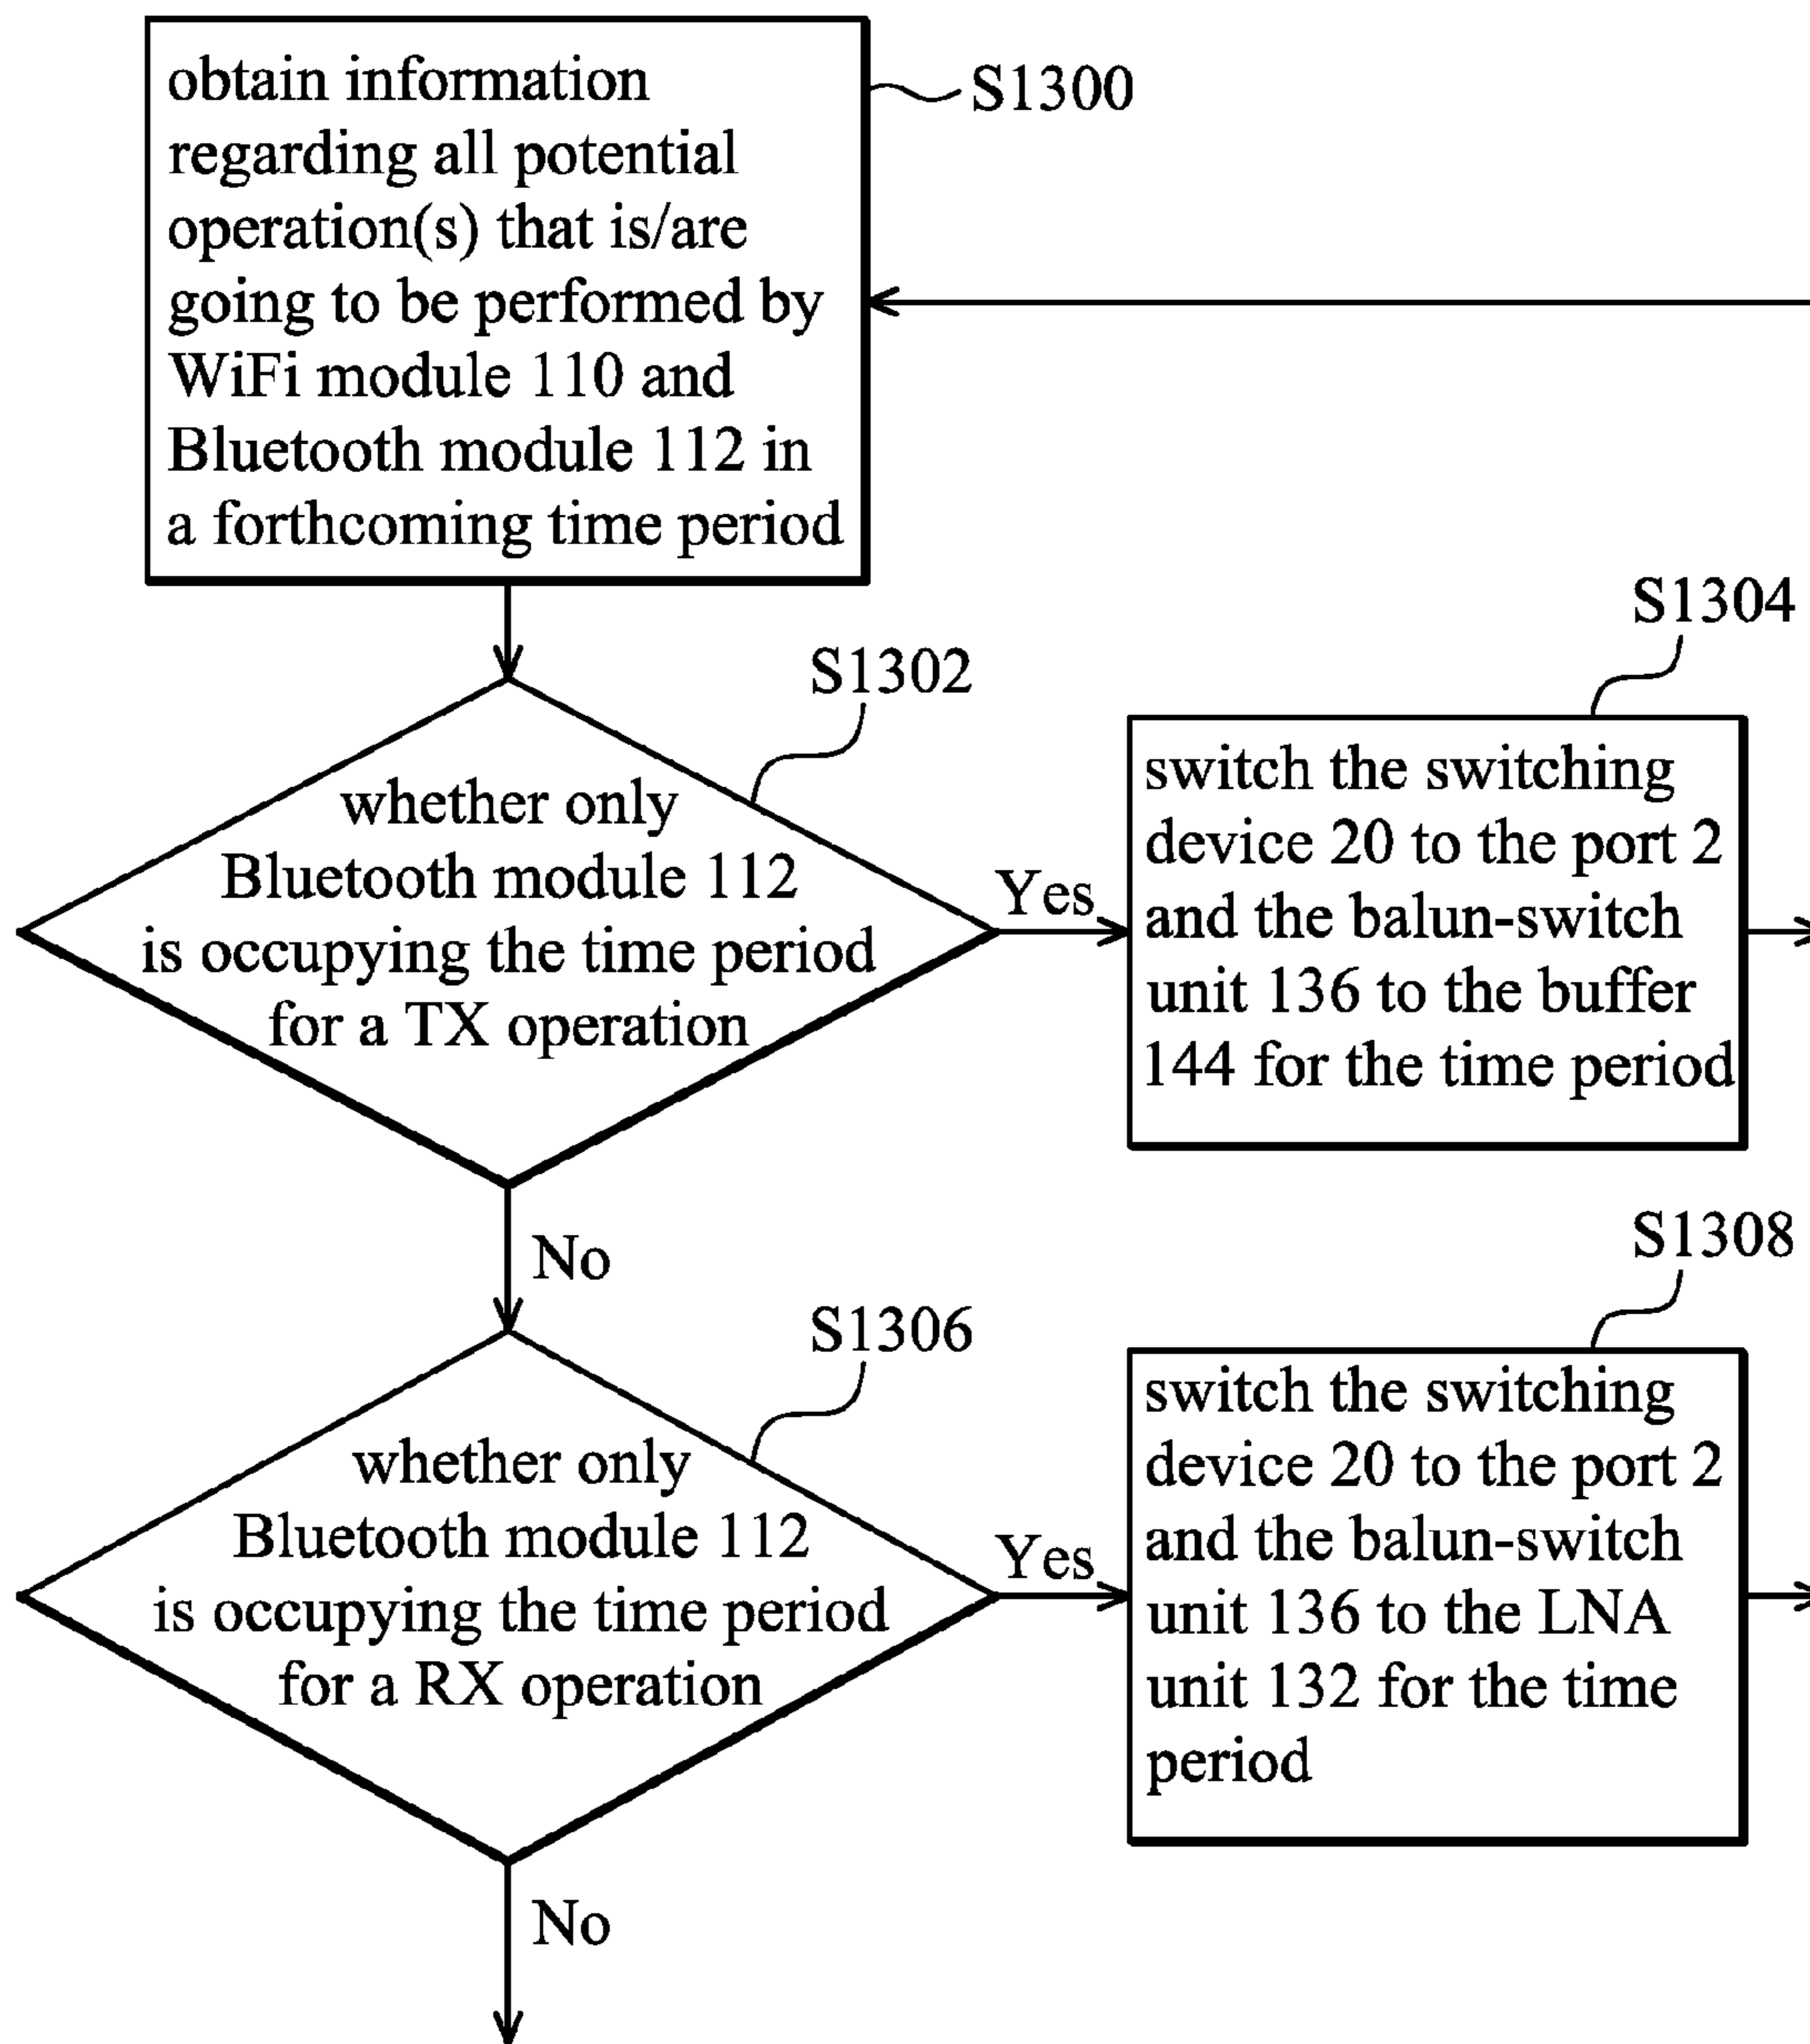 obtain information
regarding all potential
operation(s) that is/are
going to be performed by
WiFi module 110 and
Bluetooth module 112 in
a forthcoming time period
S1300
S1302
whether only
Bluetooth module 112
is occupying the time period
for a TX operation
Yes
S1304
switch the switching
device 20 to the port 2
and the balun-switch
unit 136 to the buffer
144 for the time period
No
S1306
whether only
Bluetooth module 112
is occupying the time period
for a RX operation
Yes
S1308
switch the switching
device 20 to the port 2
and the balun-switch
unit 136 to the LNA
unit 132 for the time
period
No